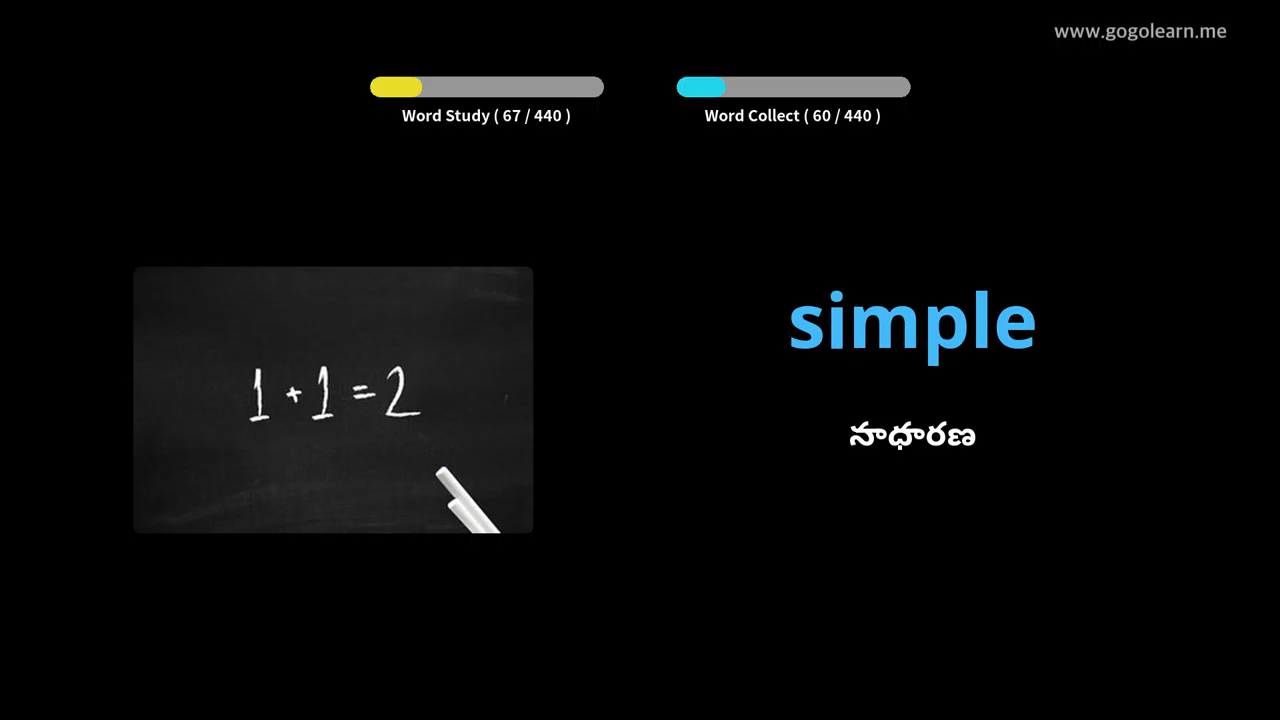 www.gogolearn.me
Word Study ( 67 / 440 )
Word Collect ( 60 / 440 )
1 + 1 = 2
simple
సాధారణ